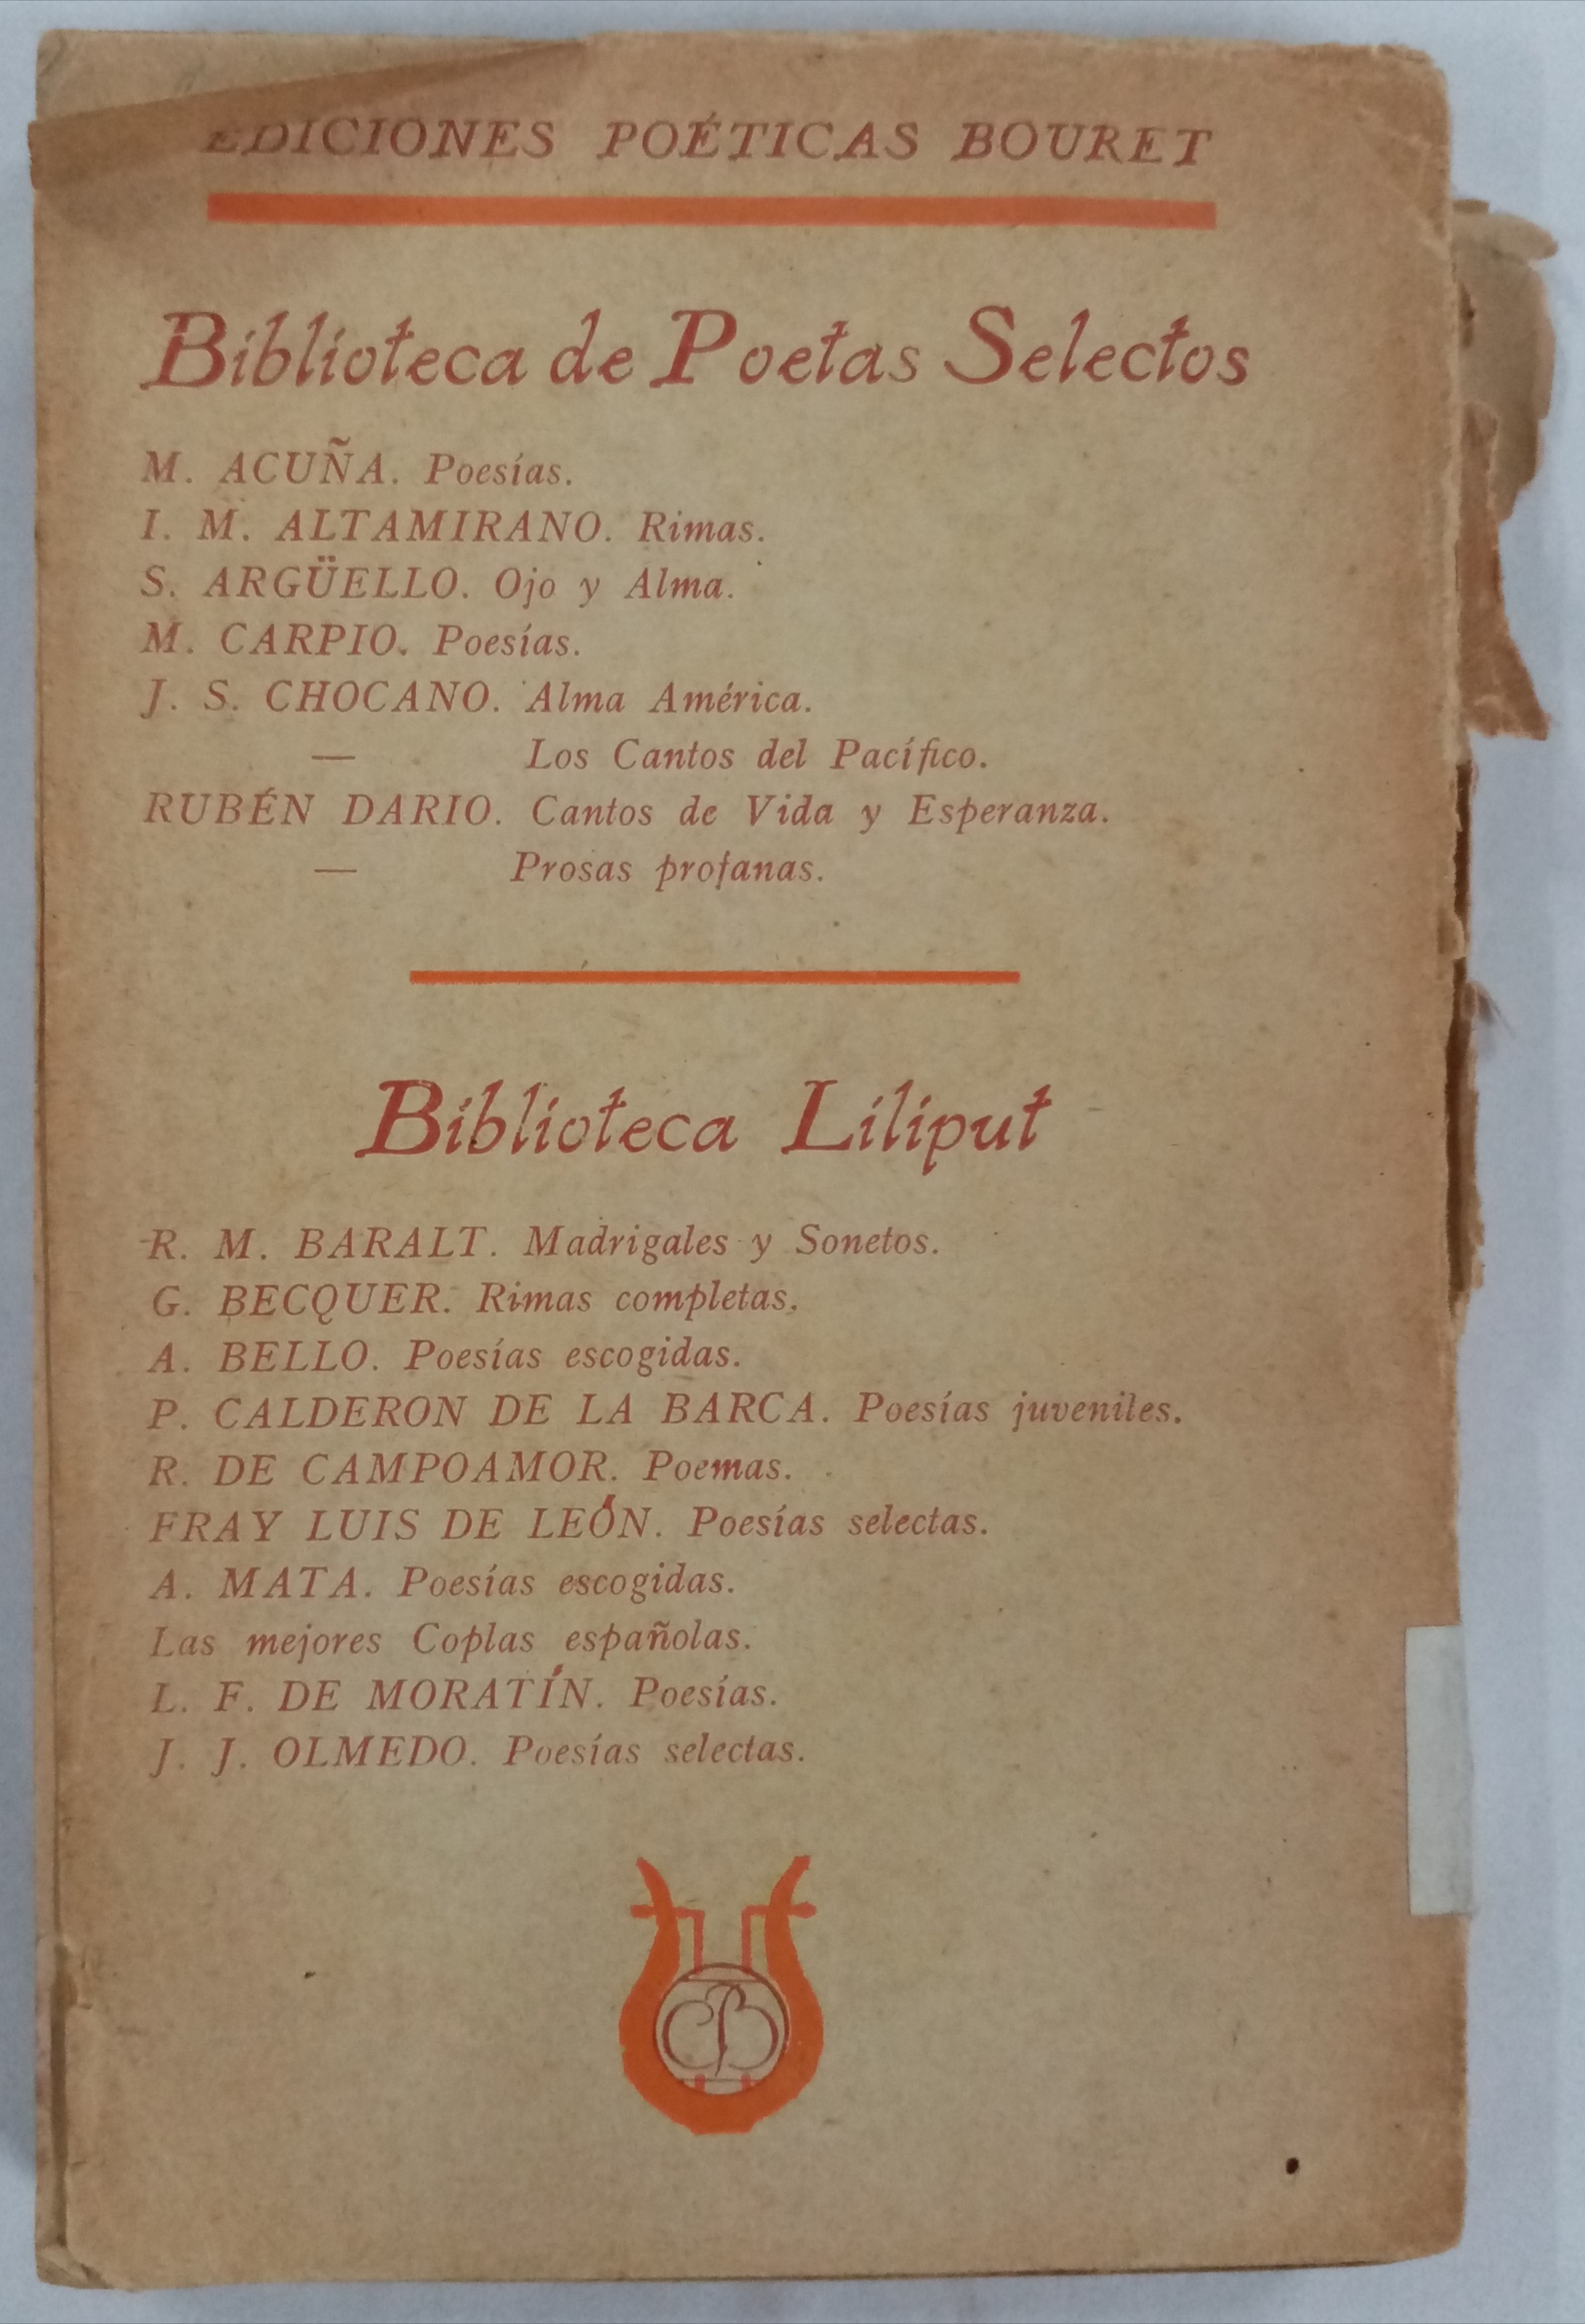 EDICIONES POÉTICAS BOURET
Biblioteca de Poetas Selectos
M. ACUÑA. Poesías.
I. M. ALTAMIRANO. Rimas.
S. ARGÜELLO. Ojo y Alma.
M. CARPIO. Poesías.
J. S. CHOCANO. Alma América.
— Los Cantos del Pacífico.
RUBÉN DARIO. Cantos de Vida y Esperanza.
— Prosas profanas.
Biblioteca Liliput
R. M. BARALT. Madrigales y Sonetos.
G. BECQUER. Rimas completas.
A. BELLO. Poesías escogidas.
P. CALDERON DE LA BARCA. Poesías juveniles.
R. DE CAMPOAMOR. Poemas.
FRAY LUIS DE LEÓN. Poesías selectas.
A. MATA. Poesías escogidas.
Las mejores Coplas españolas.
L. F. DE MORATÍN. Poesías.
J. J. OLMEDO. Poesías selectas.
CB